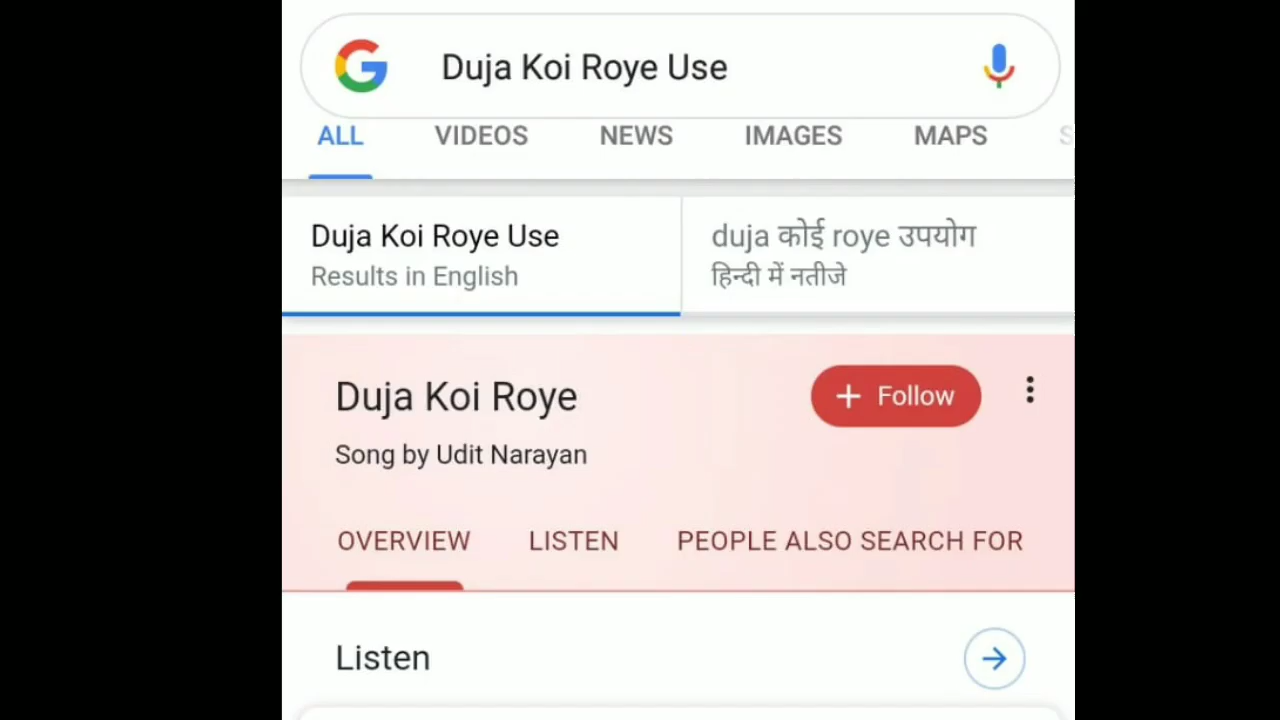 Duja Koi Roye Use
ALL VIDEOS NEWS IMAGES MAPS
Duja Koi Roye Use
Results in English
duja कोई roye उपयोग
हिन्दी में नतीजे
Duja Koi Roye
+ Follow
Song by Udit Narayan
OVERVIEW LISTEN PEOPLE ALSO SEARCH FOR
Listen